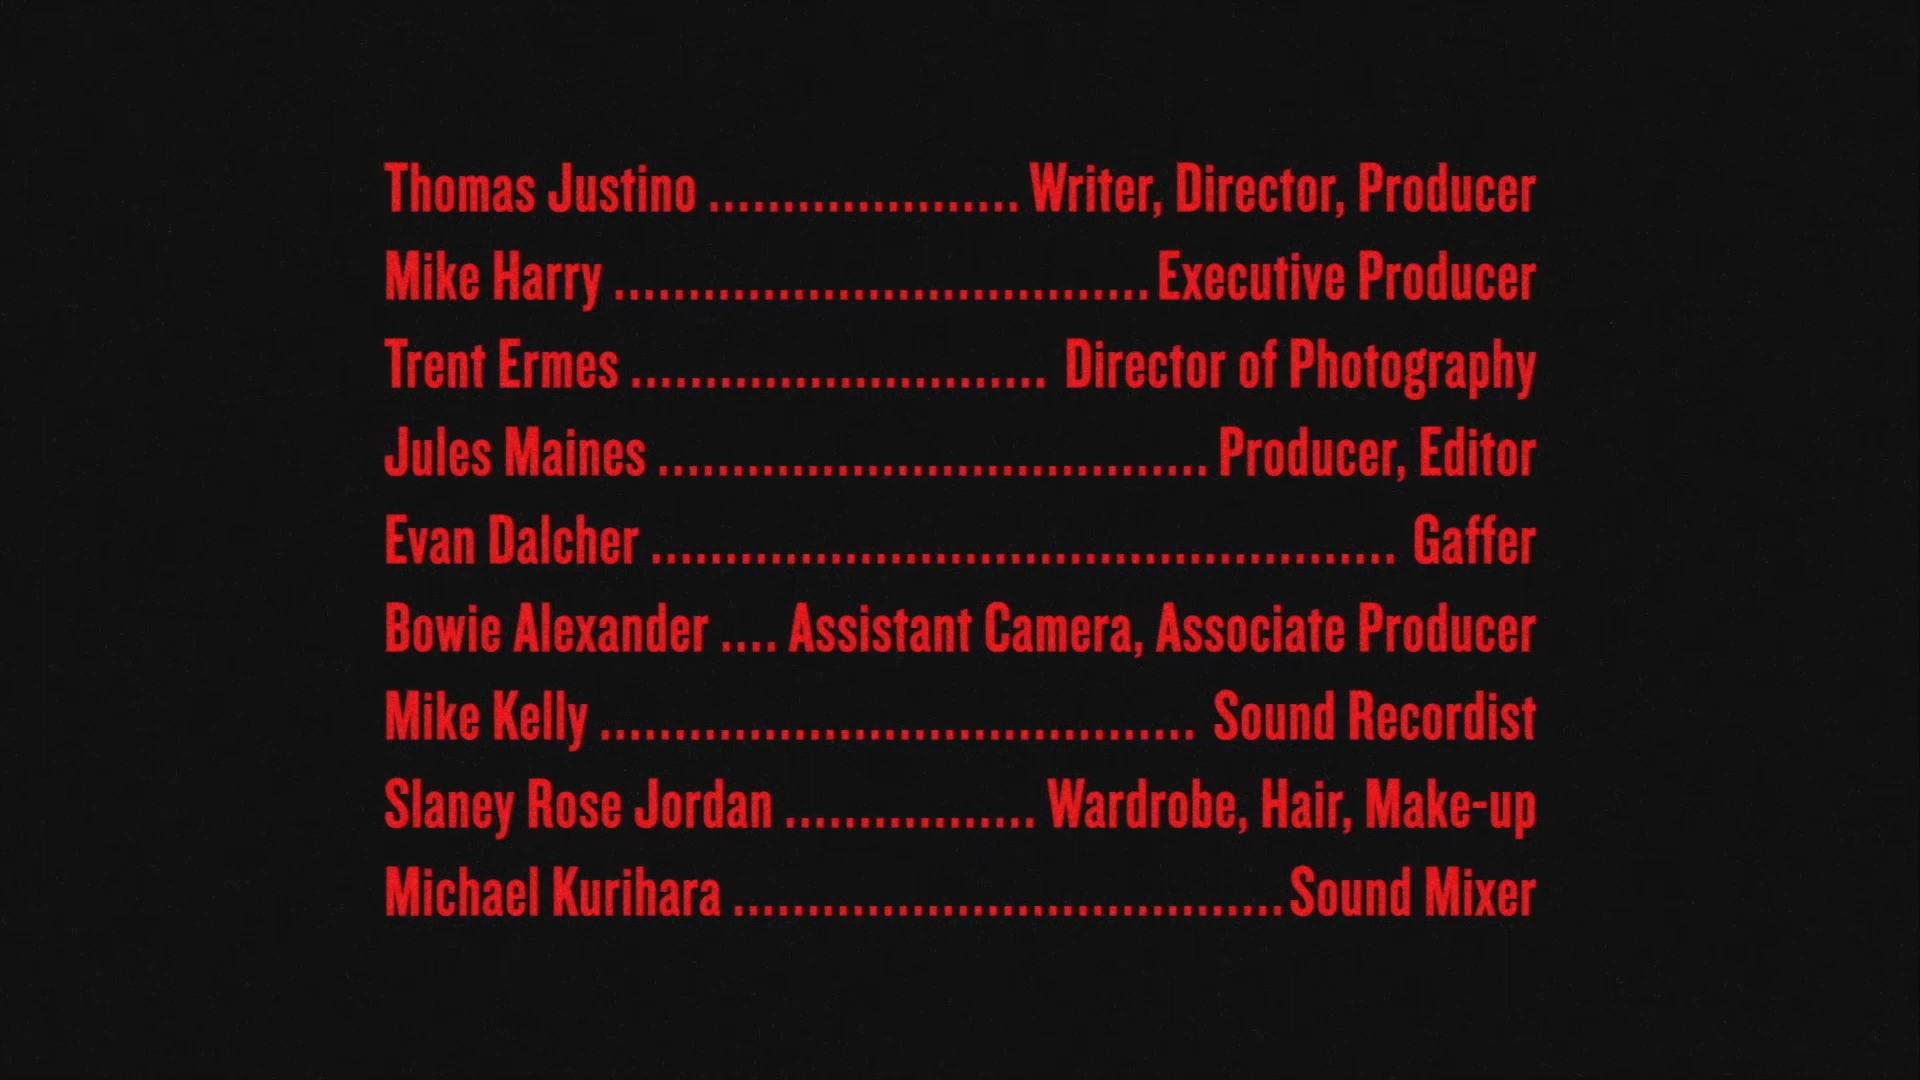 Thomas Justino ..................... Writer, Director, Producer
Mike Harry .................................... Executive Producer
Trent Ermes ............................ Director of Photography
Jules Maines ..................................... Producer, Editor
Evan Dalcher .................................................. Gaffer
Bowie Alexander .... Assistant Camera, Associate Producer
Mike Kelly ........................................ Sound Recordist
Slaney Rose Jordan ................. Wardrobe, Hair, Make-up
Michael Kurihara ..................................... Sound Mixer